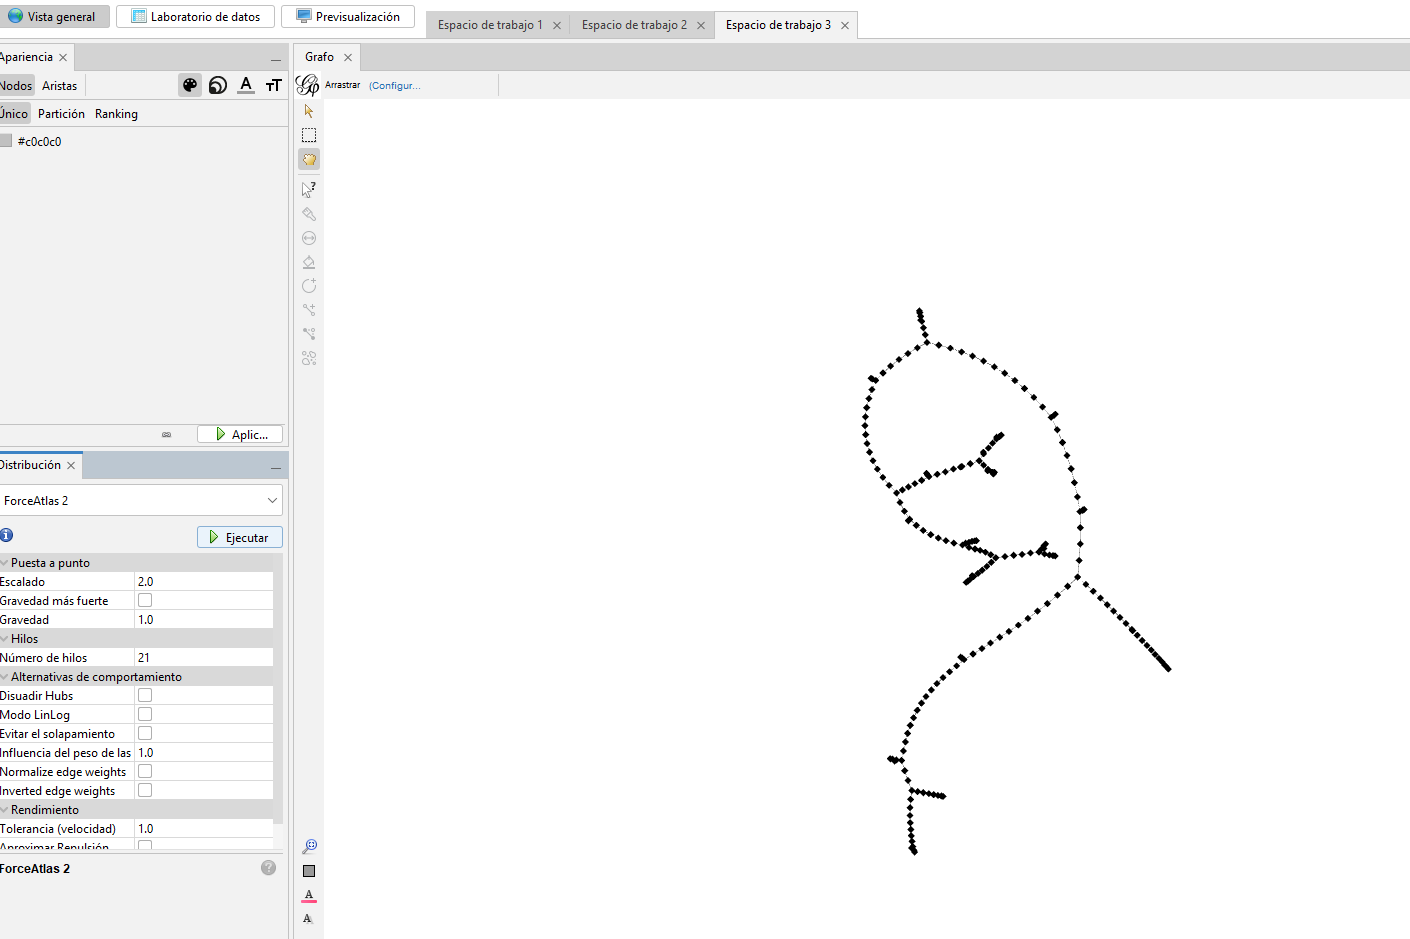 Vista general
Laboratorio de datos
Previsualización
Espacio de trabajo 1
Espacio de trabajo 2
Espacio de trabajo 3
Apariencia
Grafo
Nodos Aristas
A TT
Arrastrar (Configur...
Único Partición Ranking
#c0c0c0
Aplic...
Distribución
ForceAtlas 2
Ejecutar
Puesta a punto
Escalado 2.0
Gravedad más fuerte
Gravedad 1.0
Hilos
Número de hilos 21
Alternativas de comportamiento
Disuadir Hubs
Modo LinLog
Evitar el solapamiento
Influencia del peso de las 1.0
Normalize edge weights
Inverted edge weights
Rendimiento
Tolerancia (velocidad) 1.0
Aproximar Repulsión
ForceAtlas 2
?
A
A